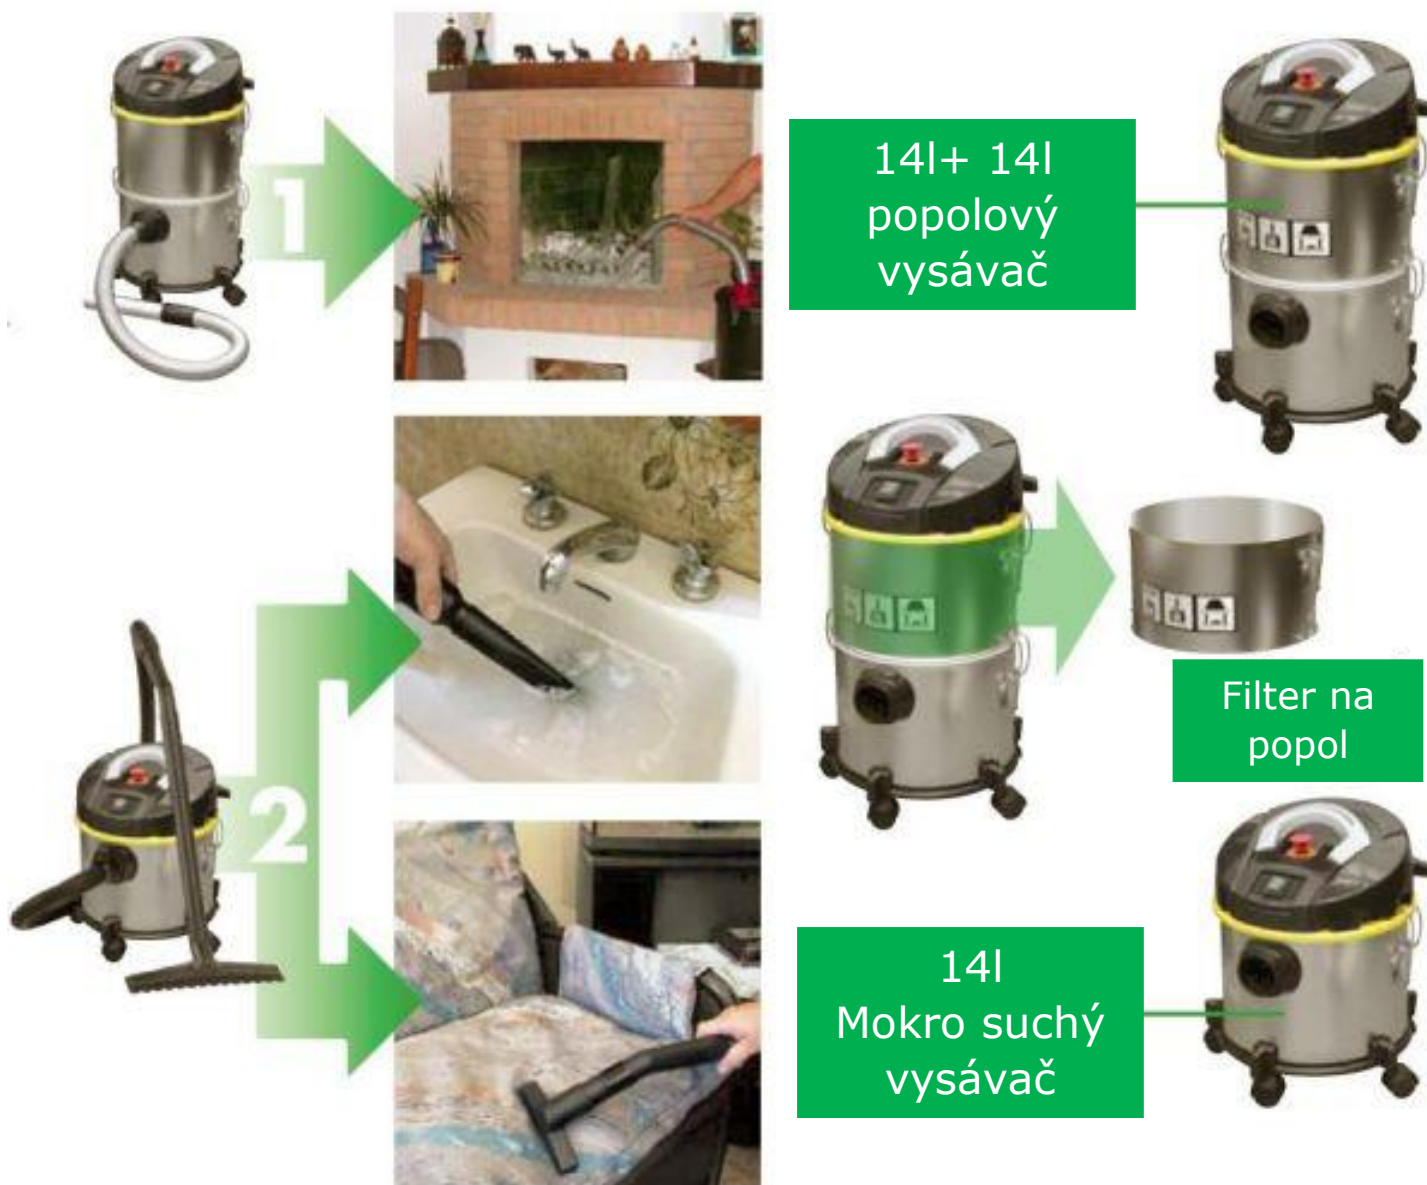 1
14l+ 14l
popolový
vysávač
Filter na
popol
2
14l
Mokro suchý
vysávač